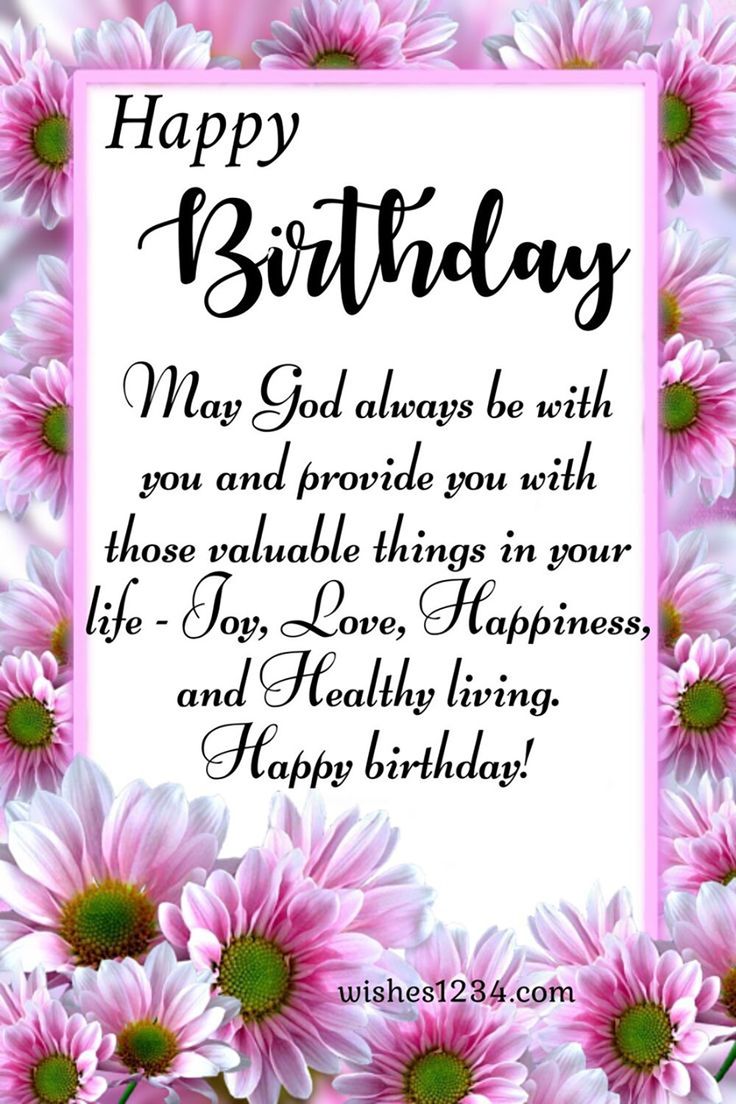 Happy
Birthday
May God always be with
you and provide you with
those valuable things in your
life - Joy, Love, Happiness,
and Healthy living.
Happy birthday!
wishes1234.com